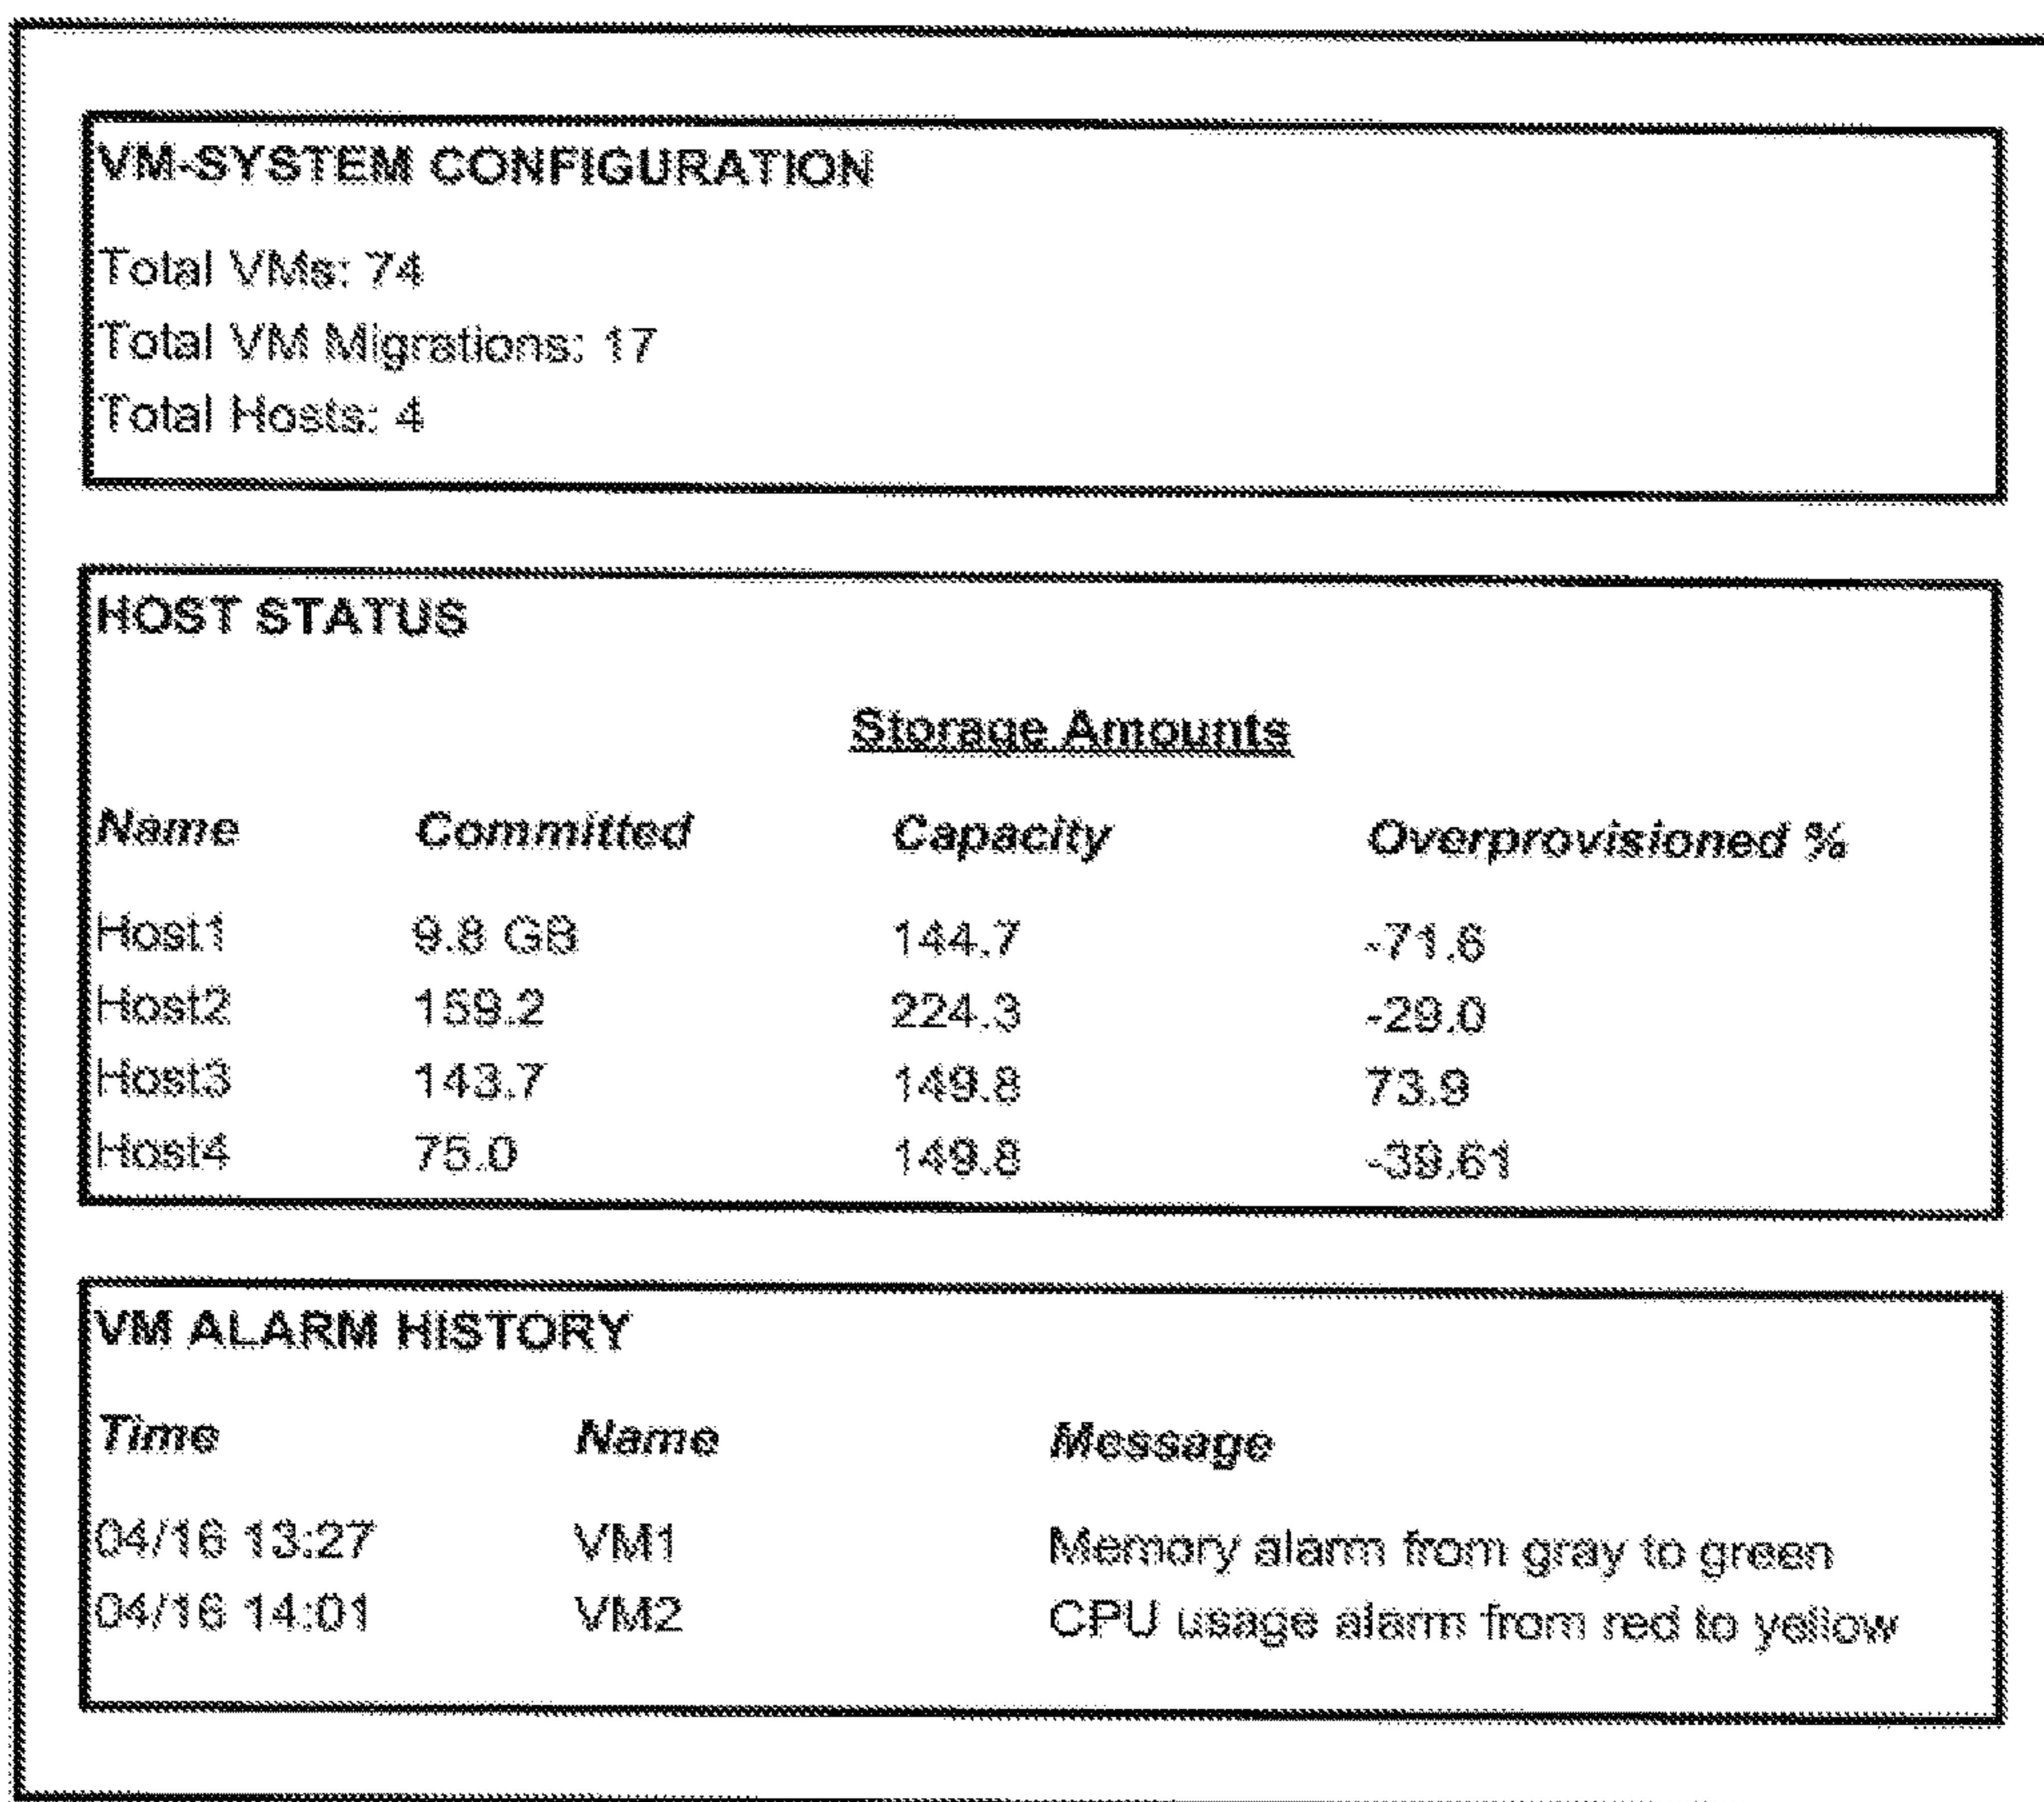 VM-SYSTEM CONFIGURATION
Total VMs: 74
Total VM Migrations: 17
Total Hosts: 4
HOST STATUS
Storage Amounts
Name Committed Capacity Overprovisioned %
Host1 9.8 GB 144.7 -71.6
Host2 159.2 224.3 -29.0
Host3 143.7 149.8 73.9
Host4 75.0 149.8 -39.61
VM ALARM HISTORY
Time Name Message
04/16 13:27 VM1 Memory alarm from gray to green
04/16 14:01 VM2 CPU usage alarm from red to yellow